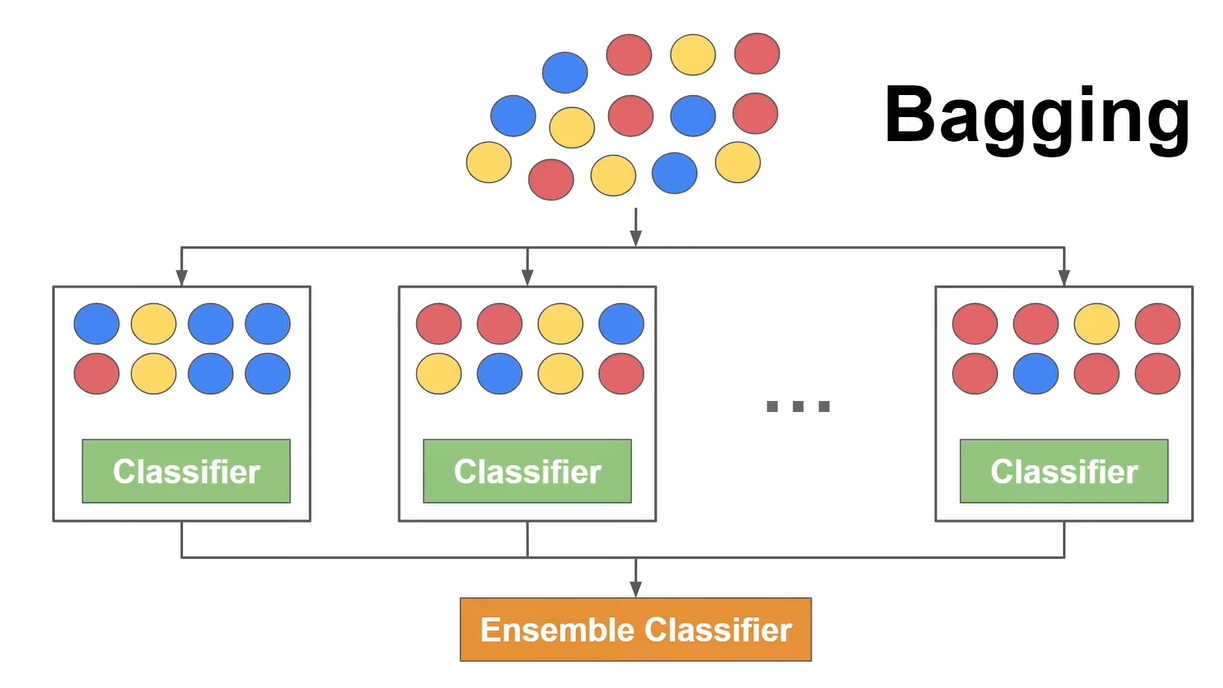 Bagging
Classifier
Classifier
...
Classifier
Ensemble Classifier